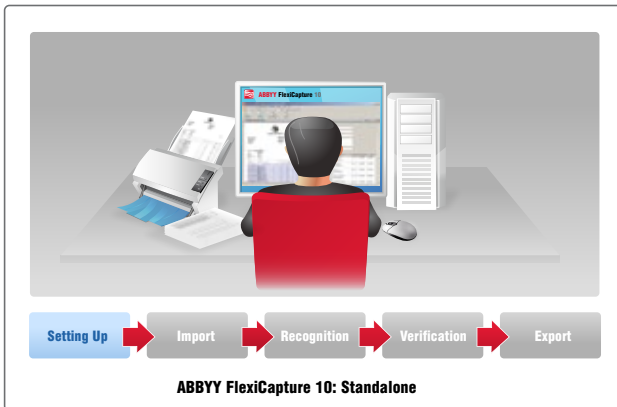 ABBYY FlexiCapture 10
Setting Up
Import
Recognition
Verification
Export
ABBYY FlexiCapture 10: Standalone